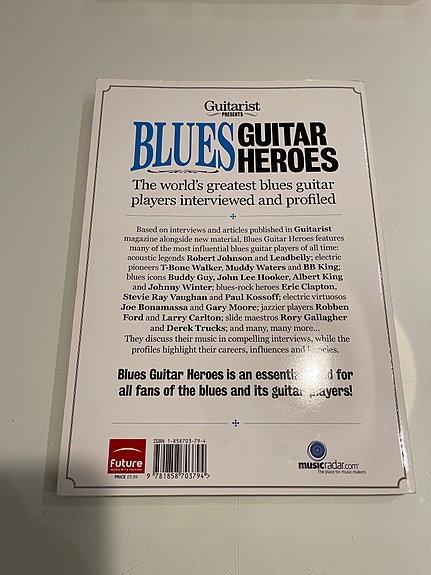 Guitarist
PRESENTS
BLUES GUITAR
HEROES
The world's greatest blues guitar
players interviewed and profiled
Based on interviews and articles published in Guitarist
magazine alongside new material, Blues Guitar Heroes features
many of the most influential blues guitar players of all time:
acoustic legends Robert Johnson and Leadbelly; electric
pioneers T-Bone Walker, Muddy Waters and BB King;
blues icons Buddy Guy, John Lee Hooker, Albert King
and Johnny Winter; blues-rock heroes Eric Clapton,
Stevie Ray Vaughan and Paul Kossoff; electric virtuosos
Joe Bonamassa and Gary Moore; jazzier players Robben
Ford and Larry Carlton; slide maestros Rory Gallagher
and Derek Trucks; and many, many more...
They discuss their music in compelling interviews, while the
profiles highlight their careers, influences and
Blues Guitar Heroes is an essential for
all fans of the blues and its guitar players!
ISBN 1-858703-79-4
Future
MEDIA WITH PASSION
PRICE £9.99
9 781858 703794 >
musicradar.com
The place for music makers